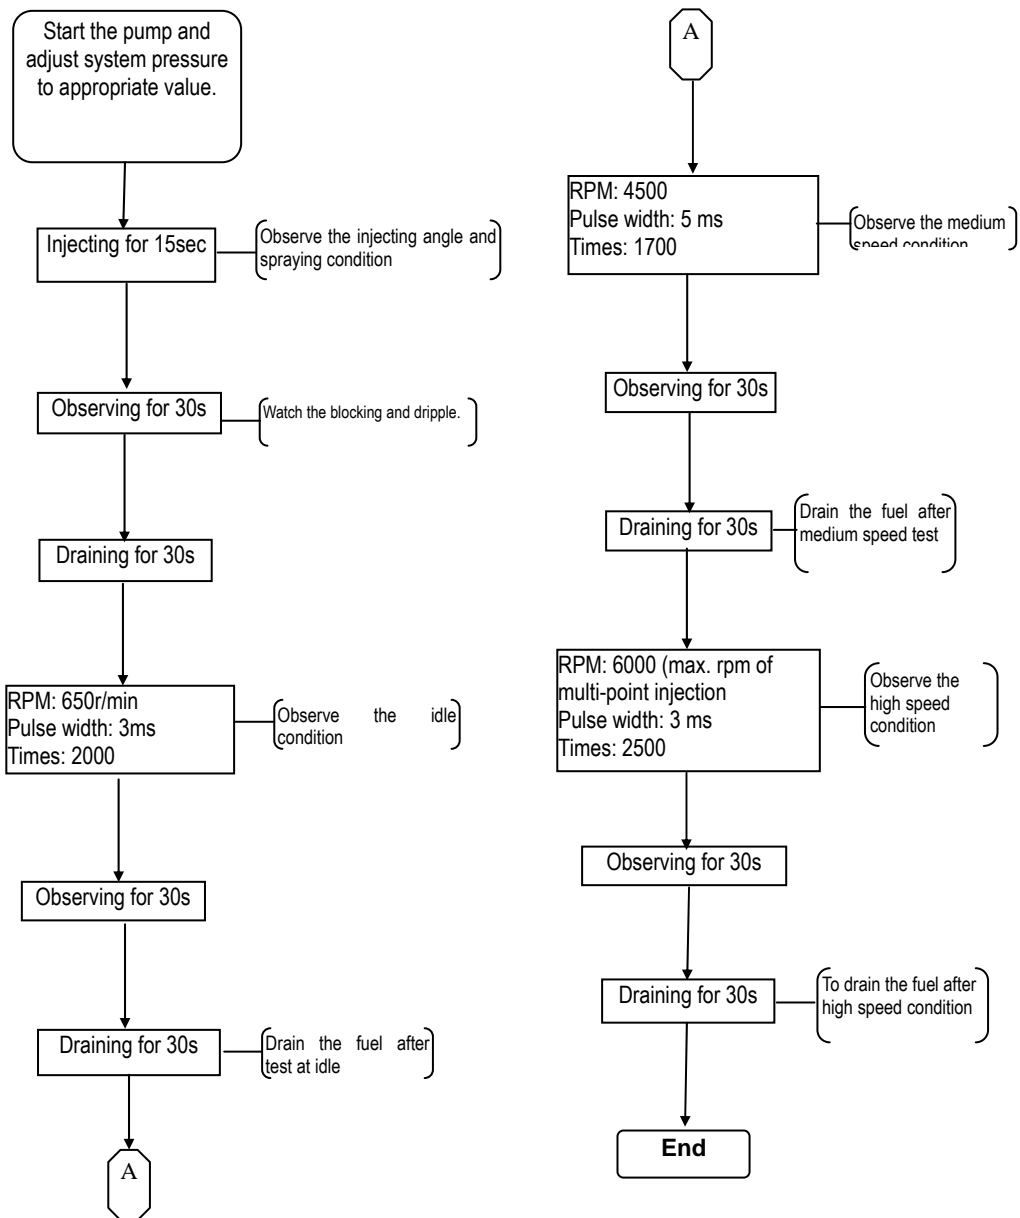 Start the pump and
adjust system pressure
to appropriate value.
Injecting for 15sec
Observe the injecting angle and
spraying condition
Observing for 30s
Watch the blocking and dripple.
Draining for 30s
RPM: 650r/min
Pulse width: 3ms
Times: 2000
Observe the idle
condition
Observing for 30s
Draining for 30s
Drain the fuel after
test at idle
A
A
RPM: 4500
Pulse width: 5 ms
Times: 1700
Observe the medium
speed condition
Observing for 30s
Draining for 30s
Drain the fuel after
medium speed test
RPM: 6000 (max. rpm of
multi-point injection
Pulse width: 3 ms
Times: 2500
Observe the
high speed
condition
Observing for 30s
Draining for 30s
To drain the fuel after
high speed condition
End